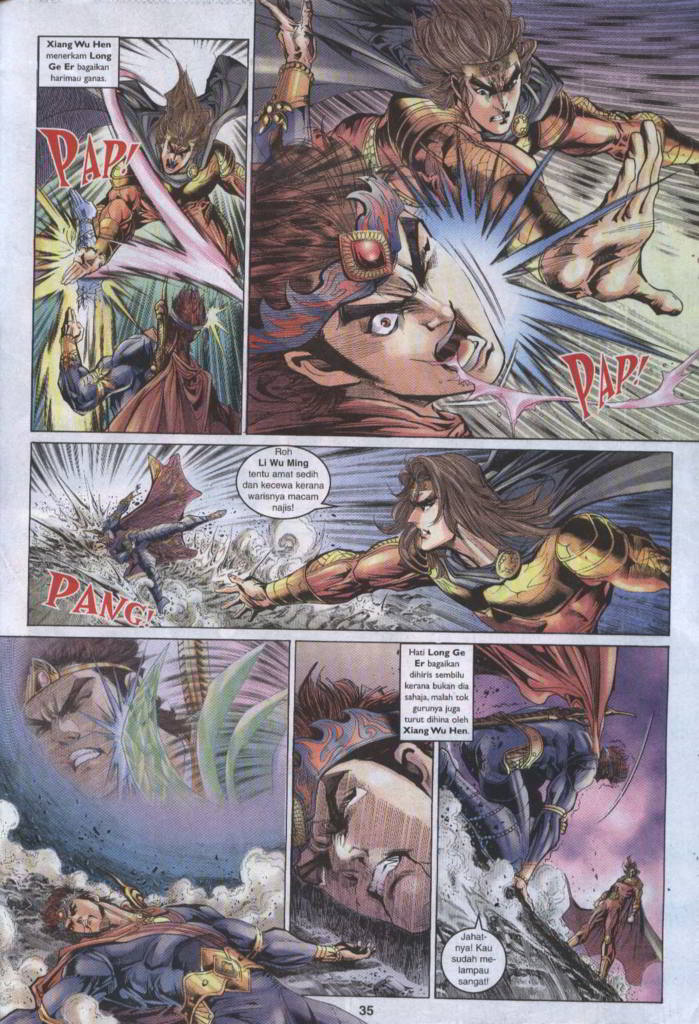 Xiang Wu Hen
menerkam Long
Ge Er bagaikan
harimau ganas.
PAP!
PAP!
Roh
Li Wu Ming
tentu amat sedih
dan kecewa kerana
warisnya macam
najis!
PANG!
Hati Long Ge
Er bagaikan
dihiris sembilu
kerana bukan dia
sahaja, malah tok
gurunya juga
turut dihina oleh
Xiang Wu Hen.
Jahat-
nya! Kau
sudah me-
lampau
sangat!
35